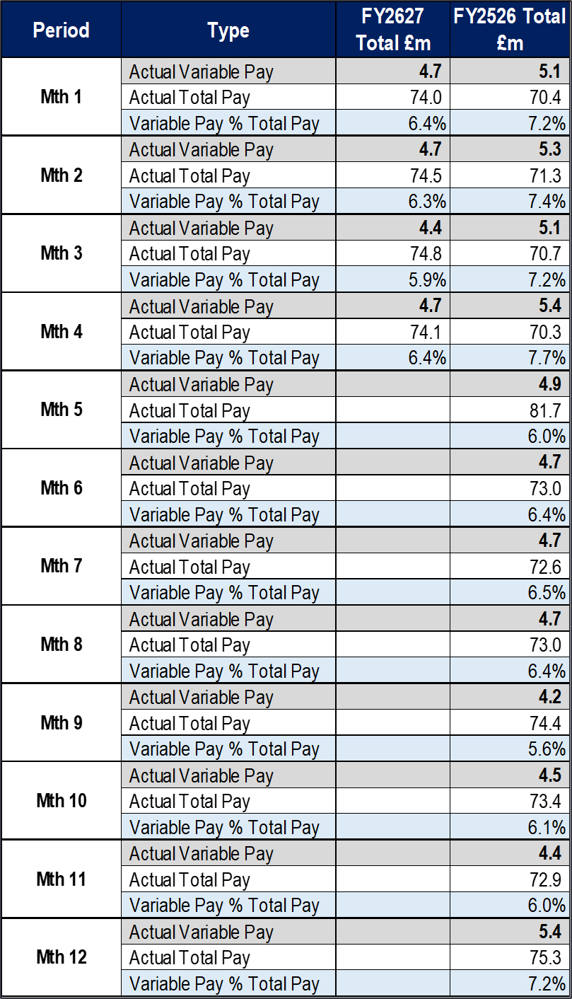 Period Type FY2627 Total £m FY2526 Total £m
Mth 1
Actual Variable Pay 4.7 5.1
Actual Total Pay 74.0 70.4
Variable Pay % Total Pay 6.4% 7.2%
Mth 2
Actual Variable Pay 4.7 5.3
Actual Total Pay 74.5 71.3
Variable Pay % Total Pay 6.3% 7.4%
Mth 3
Actual Variable Pay 4.4 5.1
Actual Total Pay 74.8 70.7
Variable Pay % Total Pay 5.9% 7.2%
Mth 4
Actual Variable Pay 4.7 5.4
Actual Total Pay 74.1 70.3
Variable Pay % Total Pay 6.4% 7.7%
Mth 5
Actual Variable Pay 4.9
Actual Total Pay 81.7
Variable Pay % Total Pay 6.0%
Mth 6
Actual Variable Pay 4.7
Actual Total Pay 73.0
Variable Pay % Total Pay 6.4%
Mth 7
Actual Variable Pay 4.7
Actual Total Pay 72.6
Variable Pay % Total Pay 6.5%
Mth 8
Actual Variable Pay 4.7
Actual Total Pay 73.0
Variable Pay % Total Pay 6.4%
Mth 9
Actual Variable Pay 4.2
Actual Total Pay 74.4
Variable Pay % Total Pay 5.6%
Mth 10
Actual Variable Pay 4.5
Actual Total Pay 73.4
Variable Pay % Total Pay 6.1%
Mth 11
Actual Variable Pay 4.4
Actual Total Pay 72.9
Variable Pay % Total Pay 6.0%
Mth 12
Actual Variable Pay 5.4
Actual Total Pay 75.3
Variable Pay % Total Pay 7.2%